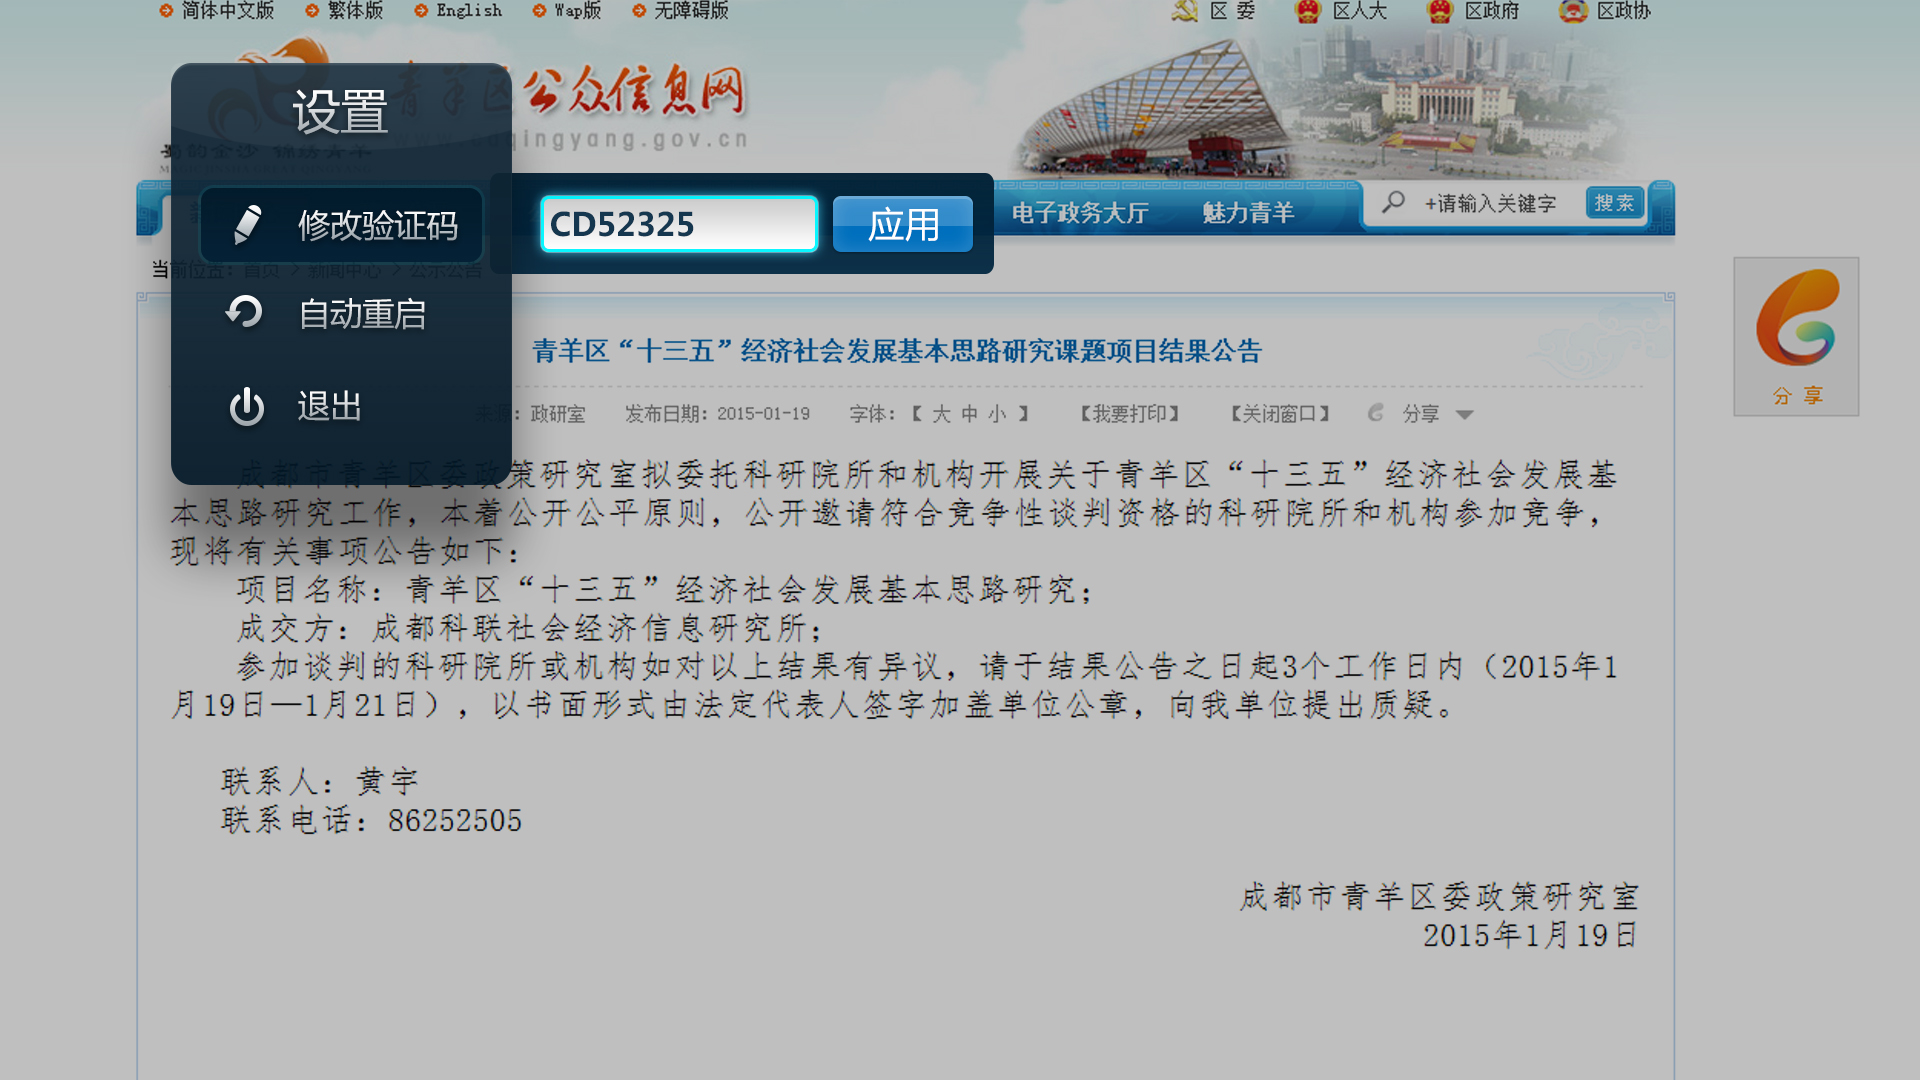 简体中文版 繁体版 English Wap版 无障碍版 区 委 区人大 区政府 区政协
青羊区公众信息网
设置
修改验证码 CD52325 应用 电子政务大厅 魅力青羊 +请输入关键字 搜索
当前位置：首页 > 新闻中心 > 公示公告
自动重启
青羊区“十三五”经济社会发展基本思路研究课题项目结果公告
退出
来源：政研室 发布日期：2015-01-19 字体：【 大 中 小 】 【我要打印】 【关闭窗口】 分享
分 享
成都市青羊区委政策研究室拟委托科研院所和机构开展关于青羊区“十三五”经济社会发展基
本思路研究工作，本着公开公平原则，公开邀请符合竞争性谈判资格的科研院所和机构参加竞争，
现将有关事项公告如下：
项目名称：青羊区“十三五”经济社会发展基本思路研究；
成交方：成都科联社会经济信息研究所；
参加谈判的科研院所或机构如对以上结果有异议，请于结果公告之日起3个工作日内（2015年1
月19日—1月21日），以书面形式由法定代表人签字加盖单位公章，向我单位提出质疑。
联系人：黄宇
联系电话：86252505
成都市青羊区委政策研究室
2015年1月19日